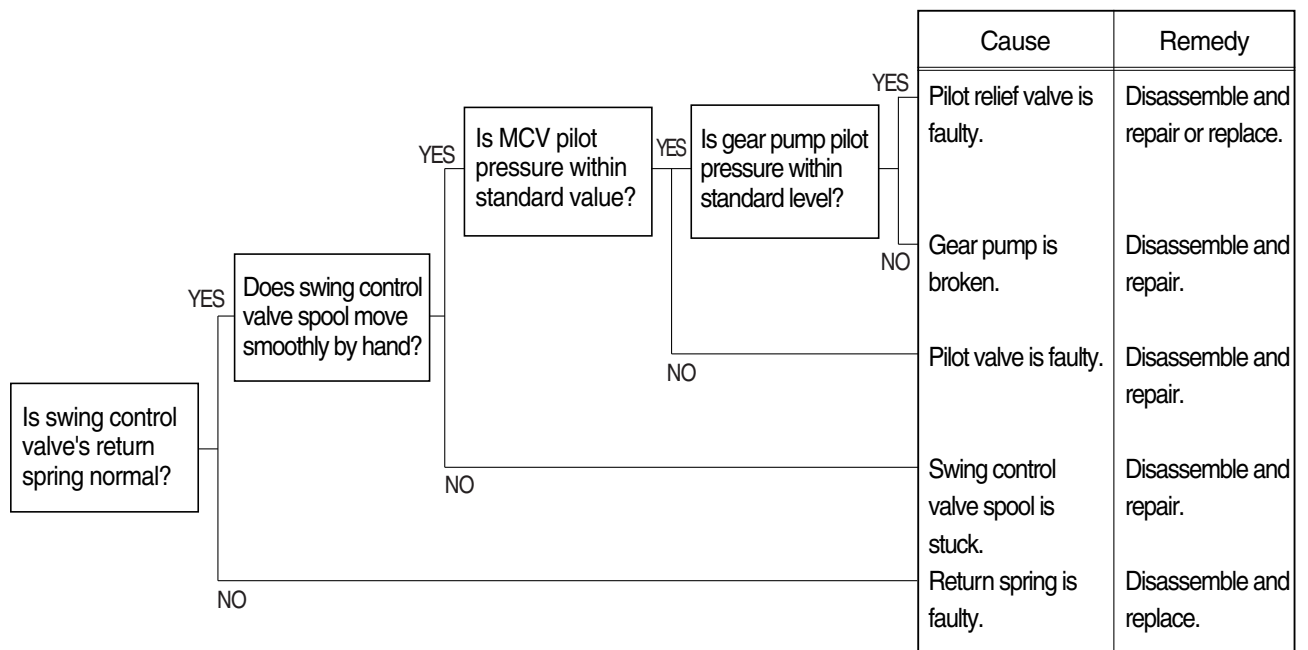 Cause
Remedy
YES
Pilot relief valve is
faulty.
Disassemble and
repair or replace.
Is MCV pilot
pressure within
standard value?
YES
YES
Is gear pump pilot
pressure within
standard level?
NO
Gear pump is
broken.
Disassemble and
repair.
YES
Does swing control
valve spool move
smoothly by hand?
NO
Pilot valve is faulty.
Disassemble and
repair.
Is swing control
valve's return
spring normal?
NO
Swing control
valve spool is
stuck.
Disassemble and
repair.
NO
Return spring is
faulty.
Disassemble and
replace.